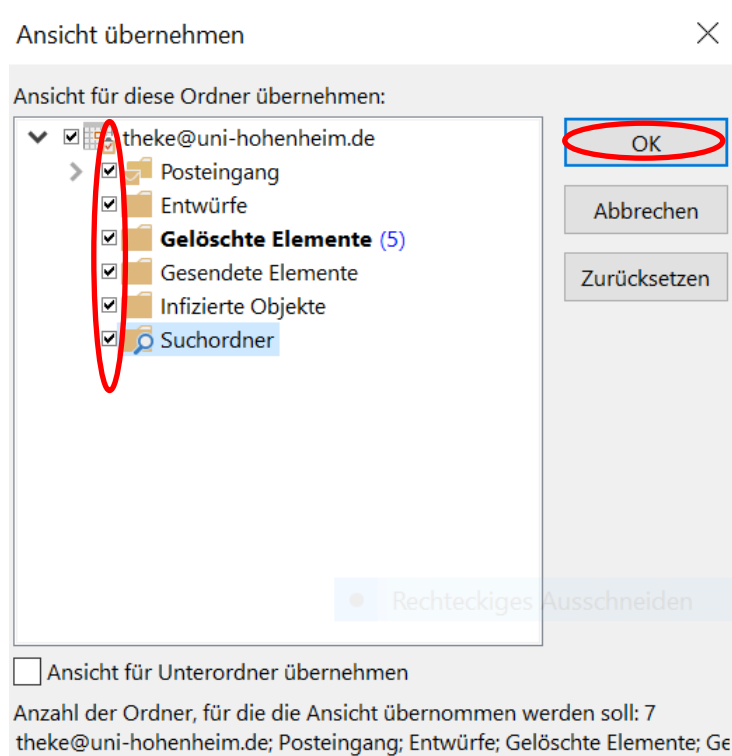 Ansicht übernehmen
Ansicht für diese Ordner übernehmen:
theke@uni-hohenheim.de
OK
Posteingang
Entwürfe
Abbrechen
Gelöschte Elemente (5)
Gesendete Elemente
Zurücksetzen
Infizierte Objekte
Suchordner
Rechteckiges Ausschneiden
Ansicht für Unterordner übernehmen
Anzahl der Ordner, für die die Ansicht übernommen werden soll: 7
theke@uni-hohenheim.de; Posteingang; Entwürfe; Gelöschte Elemente; Ge